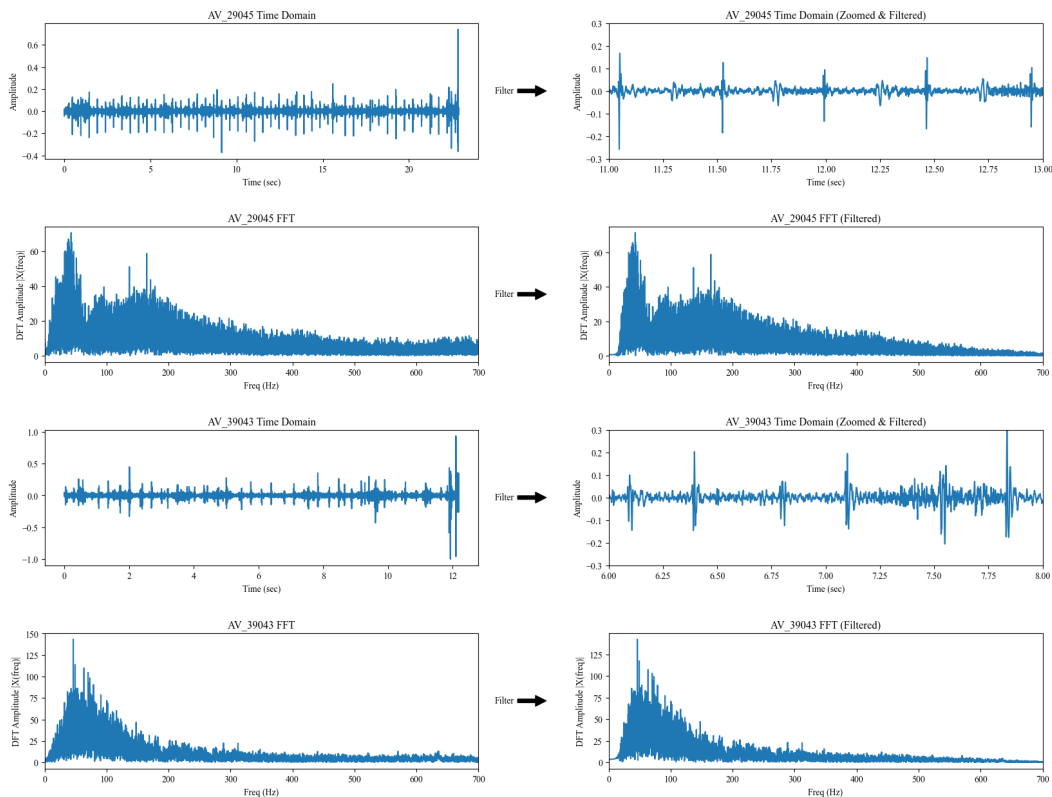 AV_29045 Time Domain
Amplitude
0.6
0.4
0.2
0.0
−0.2
−0.4
0 5 10 15 20
Time (sec)
Filter
AV_29045 Time Domain (Zoomed & Filtered)
Amplitude
0.3
0.2
0.1
0.0
−0.1
−0.2
−0.3
11.00 11.25 11.50 11.75 12.00 12.25 12.50 12.75 13.00
Time (sec)
AV_29045 FFT
DFT Amplitude |X(freq)|
60
40
20
0
0 100 200 300 400 500 600 700
Freq (Hz)
Filter
AV_29045 FFT (Filtered)
DFT Amplitude |X(freq)|
60
40
20
0
0 100 200 300 400 500 600 700
Freq (Hz)
AV_39043 Time Domain
Amplitude
1.0
0.5
0.0
−0.5
−1.0
0 2 4 6 8 10 12
Time (sec)
Filter
AV_39043 Time Domain (Zoomed & Filtered)
Amplitude
0.3
0.2
0.1
0.0
−0.1
−0.2
−0.3
6.00 6.25 6.50 6.75 7.00 7.25 7.50 7.75 8.00
Time (sec)
AV_39043 FFT
DFT Amplitude |X(freq)|
150
125
100
75
50
25
0
0 100 200 300 400 500 600 700
Freq (Hz)
Filter
AV_39043 FFT (Filtered)
DFT Amplitude |X(freq)|
150
125
100
75
50
25
0
0 100 200 300 400 500 600 700
Freq (Hz)